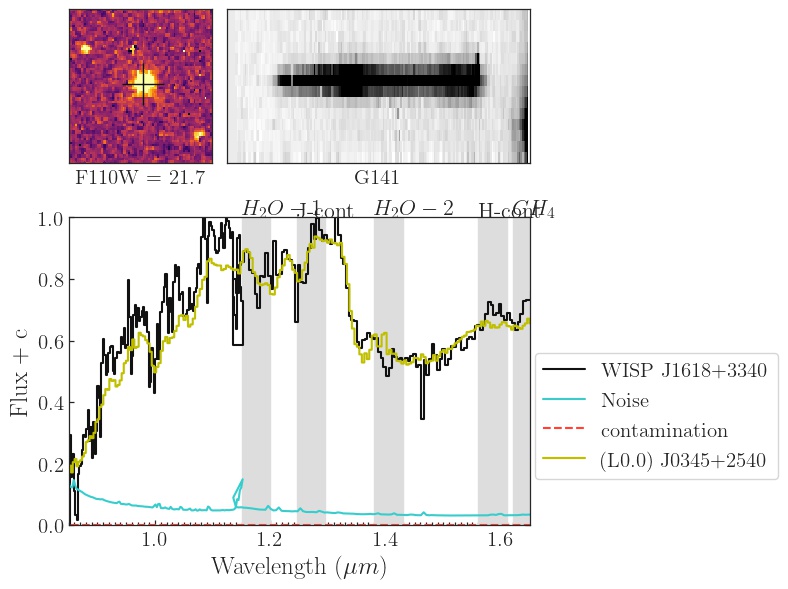 F110W = 21.7
G141
H₂O − 1
J-cont
H₂O − 2
H-cont
CH₄
1.0
0.8
0.6
0.4
0.2
0.0
Flux + c
1.0
1.2
1.4
1.6
Wavelength (μm)
WISP J1618+3340
Noise
contamination
(L0.0) J0345+2540